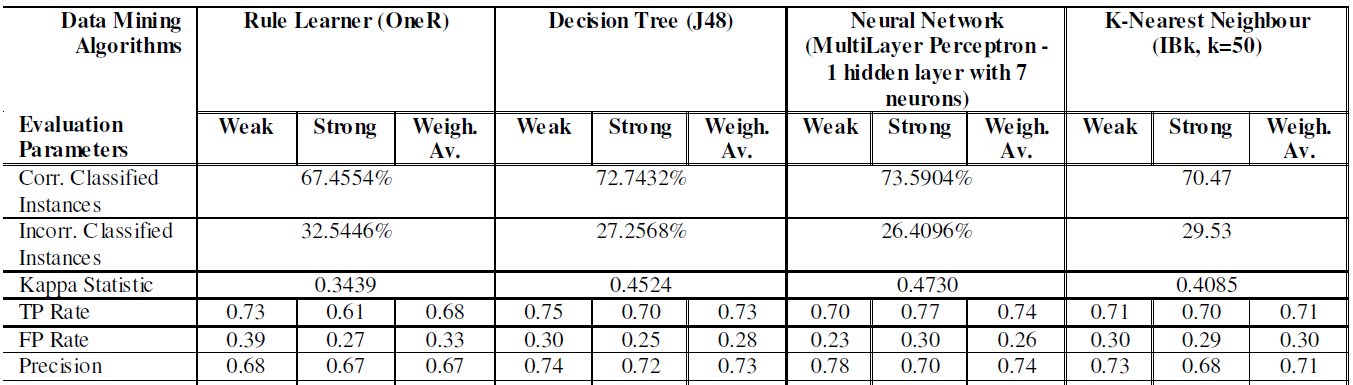 Data Mining Algorithms | Rule Learner (OneR) | Decision Tree (J48) | Neural Network (MultiLayer Perceptron - 1 hidden layer with 7 neurons) | K-Nearest Neighbour (IBk, k=50)
Evaluation Parameters | Weak | Strong | Weigh. Av. | Weak | Strong | Weigh. Av. | Weak | Strong | Weigh. Av. | Weak | Strong | Weigh. Av.
Corr. Classified Instances | 67.4554% | 72.7432% | 73.5904% | 70.47
Incorr. Classified Instances | 32.5446% | 27.2568% | 26.4096% | 29.53
Kappa Statistic | 0.3439 | 0.4524 | 0.4730 | 0.4085
TP Rate | 0.73 | 0.61 | 0.68 | 0.75 | 0.70 | 0.73 | 0.70 | 0.77 | 0.74 | 0.71 | 0.70 | 0.71
FP Rate | 0.39 | 0.27 | 0.33 | 0.30 | 0.25 | 0.28 | 0.23 | 0.30 | 0.26 | 0.30 | 0.29 | 0.30
Precision | 0.68 | 0.67 | 0.67 | 0.74 | 0.72 | 0.73 | 0.78 | 0.70 | 0.74 | 0.73 | 0.68 | 0.71